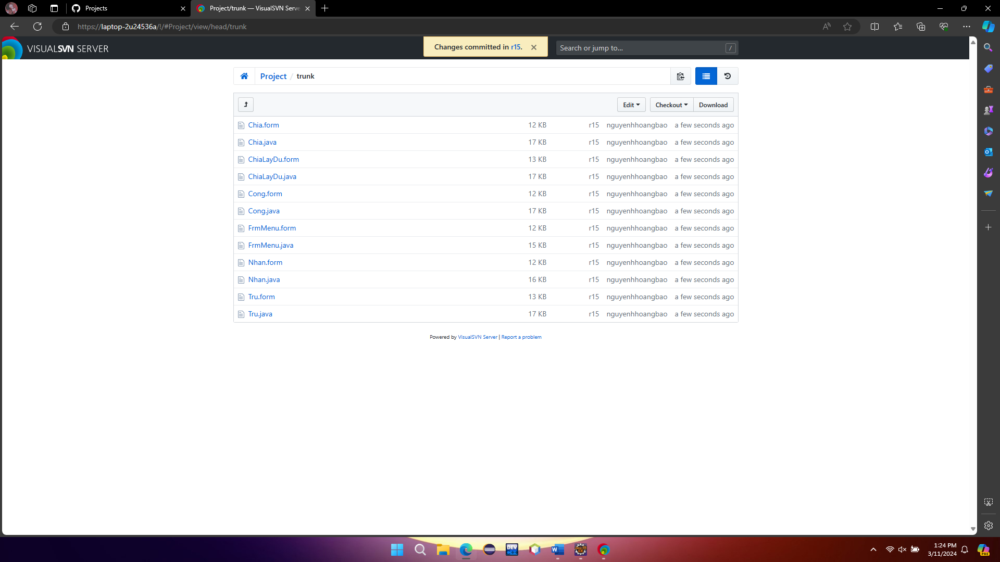 Projects
Project/trunk — VisualSVN Serve
https://laptop-2u24536a/!/#Project/view/head/trunk
VISUALSVN SERVER
Changes committed in r15.
Search or jump to... /
Project / trunk
Edit Checkout Download
Chia.form 12 KB r15 nguyenhhoangbao a few seconds ago
Chia.java 17 KB r15 nguyenhhoangbao a few seconds ago
ChiaLayDu.form 13 KB r15 nguyenhhoangbao a few seconds ago
ChiaLayDu.java 17 KB r15 nguyenhhoangbao a few seconds ago
Cong.form 12 KB r15 nguyenhhoangbao a few seconds ago
Cong.java 17 KB r15 nguyenhhoangbao a few seconds ago
FrmMenu.form 12 KB r15 nguyenhhoangbao a few seconds ago
FrmMenu.java 15 KB r15 nguyenhhoangbao a few seconds ago
Nhan.form 12 KB r15 nguyenhhoangbao a few seconds ago
Nhan.java 16 KB r15 nguyenhhoangbao a few seconds ago
Tru.form 13 KB r15 nguyenhhoangbao a few seconds ago
Tru.java 17 KB r15 nguyenhhoangbao a few seconds ago
Powered by VisualSVN Server | Report a problem
DEV
W
Java EE
IDE
1:24 PM
3/11/2024
PRE